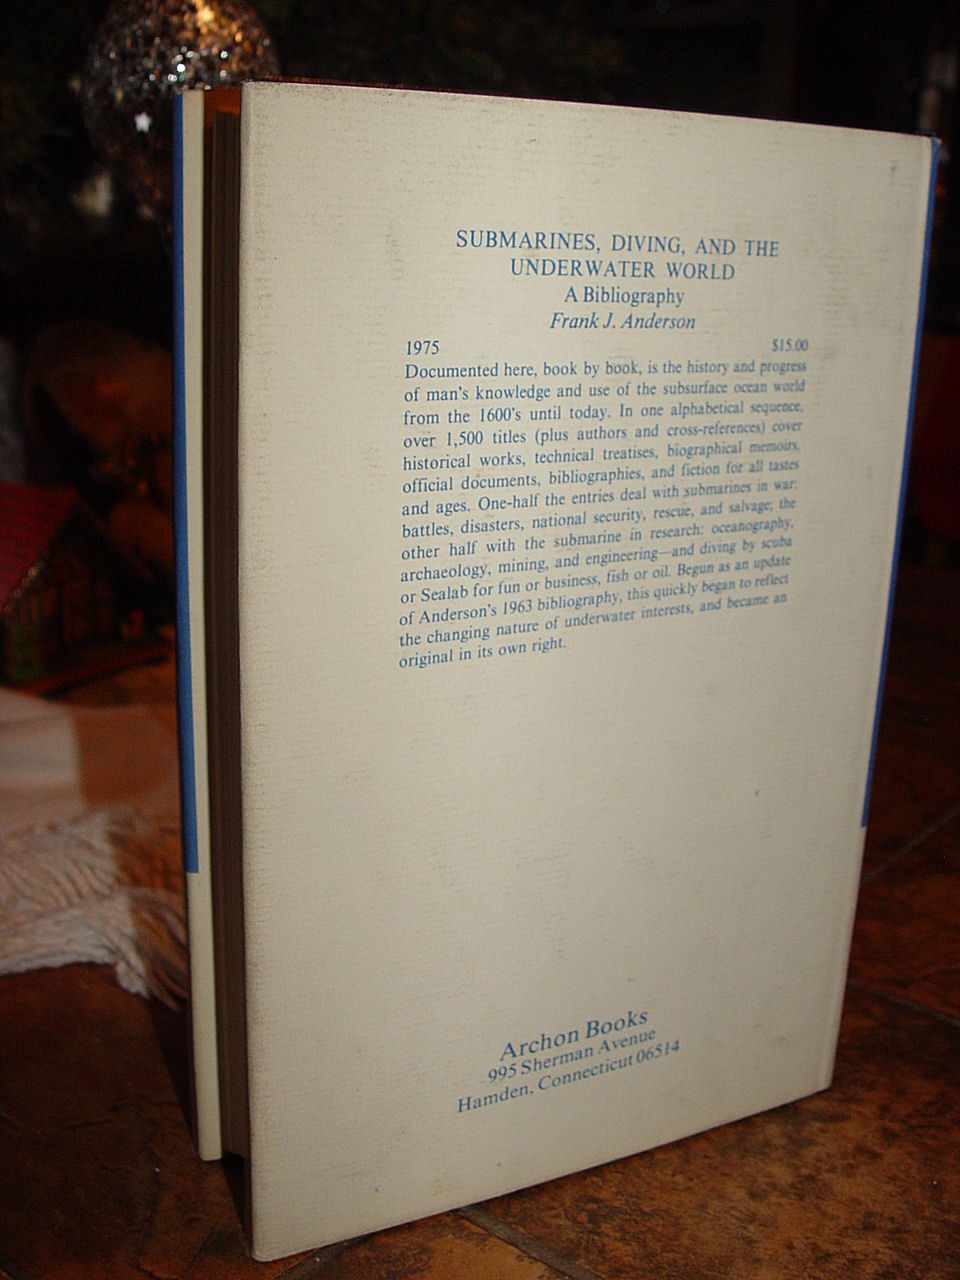 SUBMARINES, DIVING, AND THE
UNDERWATER WORLD
A Bibliography
Frank J. Anderson
1975 $15.00
Documented here, book by book, is the history and progress
of man's knowledge and use of the subsurface ocean world
from the 1600's until today. In one alphabetical sequence,
over 1,500 titles (plus authors and cross-references) cover
historical works, technical treatises, biographical memoirs,
official documents, bibliographies, and fiction for all tastes
and ages. One-half the entries deal with submarines in war:
battles, disasters, national security, rescue, and salvage; the
other half with the submarine in research: oceanography,
archaeology, mining, and engineering—and diving by scuba
or Sealab for fun or business, fish or oil. Begun as an update
of Anderson's 1963 bibliography, this quickly began to reflect
the changing nature of underwater interests, and became an
original in its own right.
Archon Books
995 Sherman Avenue
Hamden, Connecticut 06514